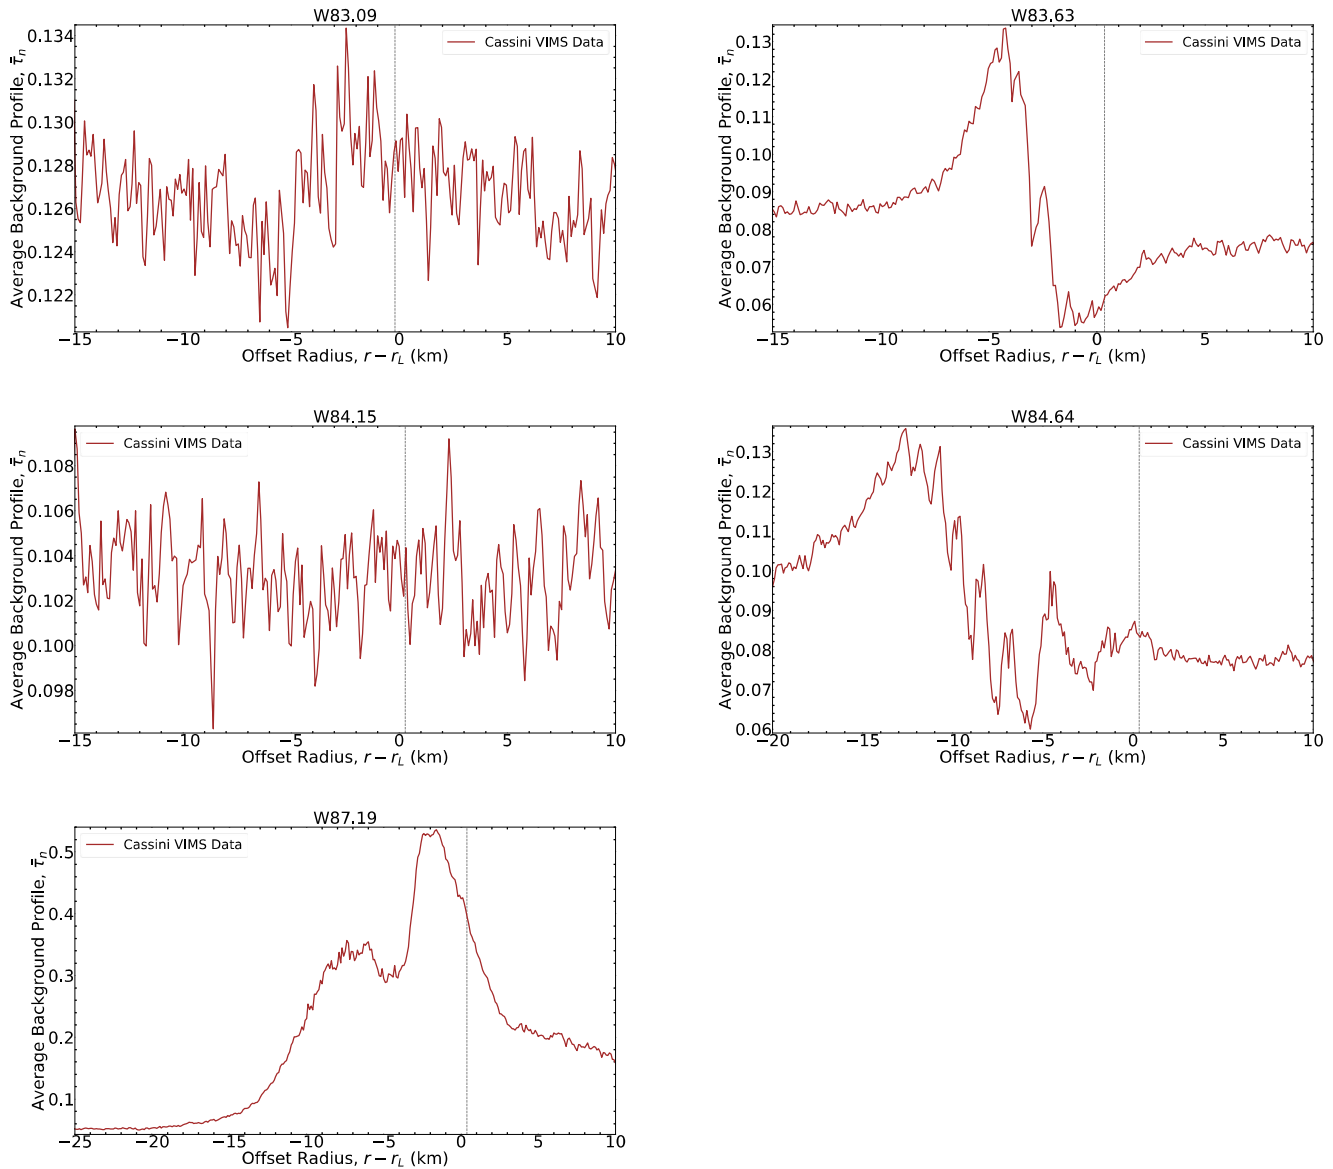 W83.09
Cassini VIMS Data
Average Background Profile, τ̄ₙ
0.134
0.132
0.130
0.128
0.126
0.124
0.122
−15 −10 −5 0 5 10
Offset Radius, r − r_L (km)
W83.63
Cassini VIMS Data
Average Background Profile, τ̄ₙ
0.13
0.12
0.11
0.10
0.09
0.08
0.07
0.06
−15 −10 −5 0 5 10
Offset Radius, r − r_L (km)
W84.15
Cassini VIMS Data
Average Background Profile, τ̄ₙ
0.108
0.106
0.104
0.102
0.100
0.098
−15 −10 −5 0 5 10
Offset Radius, r − r_L (km)
W84.64
Cassini VIMS Data
Average Background Profile, τ̄ₙ
0.13
0.12
0.11
0.10
0.09
0.08
0.07
0.06
−20 −15 −10 −5 0 5 10
Offset Radius, r − r_L (km)
W87.19
Cassini VIMS Data
Average Background Profile, τ̄ₙ
0.5
0.4
0.3
0.2
0.1
−25 −20 −15 −10 −5 0 5 10
Offset Radius, r − r_L (km)